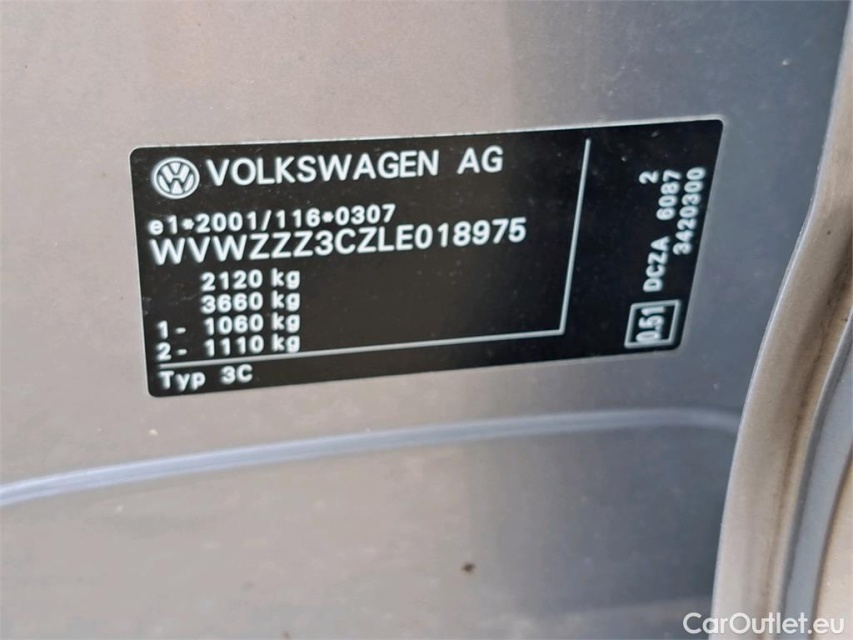 VOLKSWAGEN AG
e1*2001/116*0307
WVWZZZ3CZLE018975
2120 kg
3660 kg
1- 1060 kg
2- 1110 kg
Typ 3C
0.51
DCZA 6087 2
3420300
CarOutlet.eu